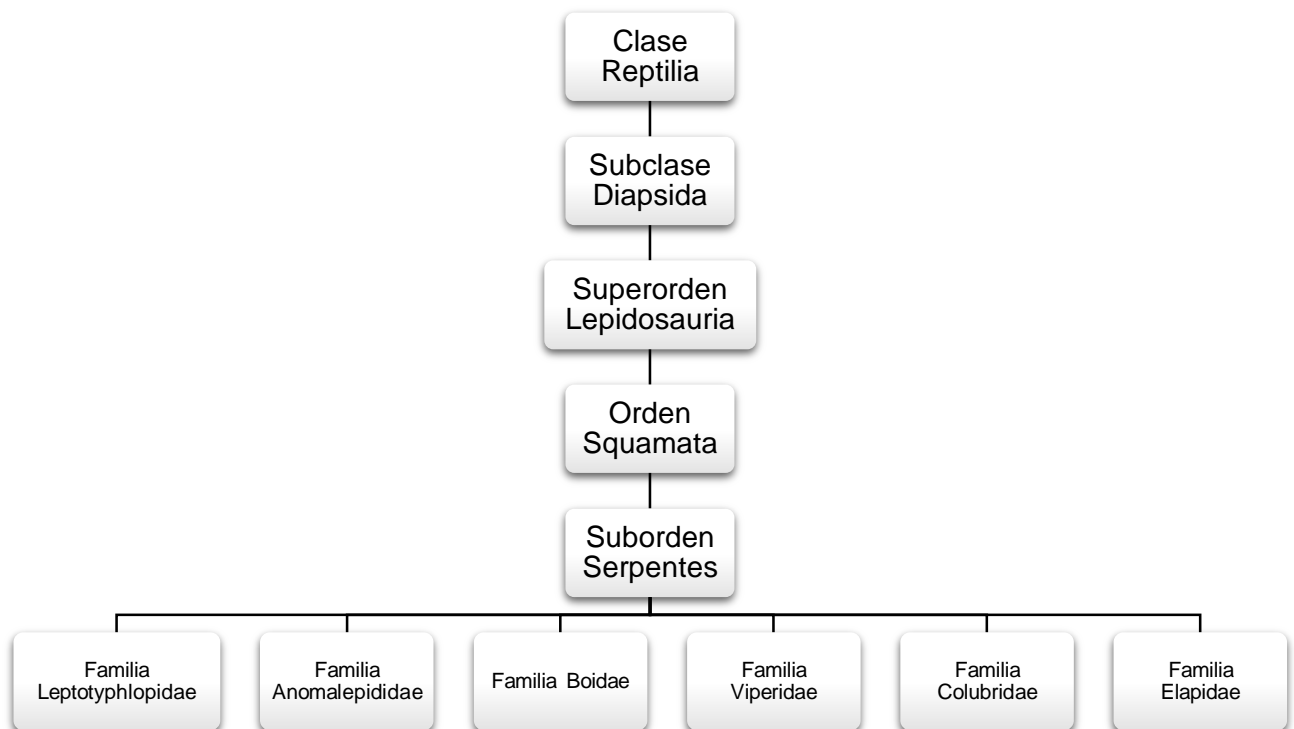 Clase
Reptilia
Subclase
Diapsida
Superorden
Lepidosauria
Orden
Squamata
Suborden
Serpentes
Familia
Leptotyphlopidae
Familia
Anomalepididae
Familia Boidae
Familia
Viperidae
Familia
Colubridae
Familia
Elapidae